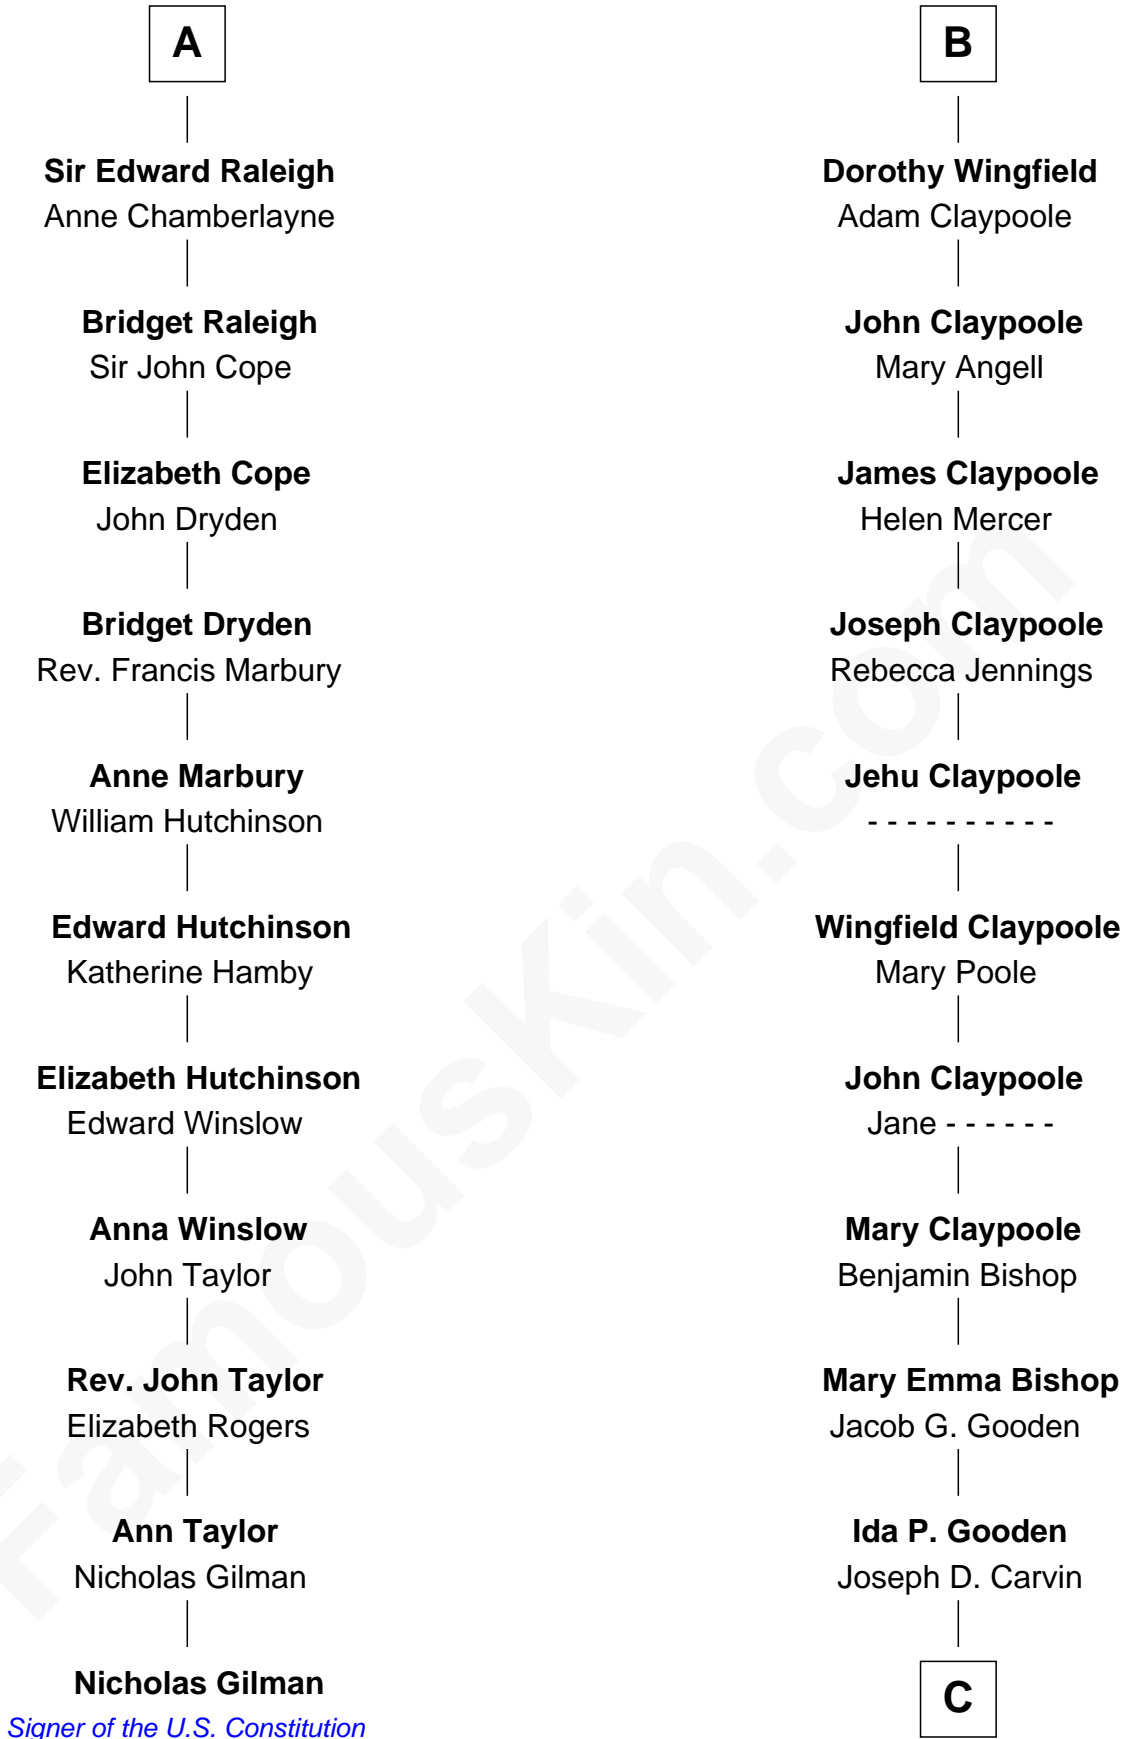 A
Sir Edward Raleigh
Anne Chamberlayne
Bridget Raleigh
Sir John Cope
Elizabeth Cope
John Dryden
Bridget Dryden
Rev. Francis Marbury
Anne Marbury
William Hutchinson
Edward Hutchinson
Katherine Hamby
Elizabeth Hutchinson
Edward Winslow
Anna Winslow
John Taylor
Rev. John Taylor
Elizabeth Rogers
Ann Taylor
Nicholas Gilman
Nicholas Gilman
Signer of the U.S. Constitution
B
Dorothy Wingfield
Adam Claypoole
John Claypoole
Mary Angell
James Claypoole
Helen Mercer
Joseph Claypoole
Rebecca Jennings
Jehu Claypoole
- - - - - - - - - -
Wingfield Claypoole
Mary Poole
John Claypoole
Jane - - - - - -
Mary Claypoole
Benjamin Bishop
Mary Emma Bishop
Jacob G. Gooden
Ida P. Gooden
Joseph D. Carvin
C
FamousKin.com